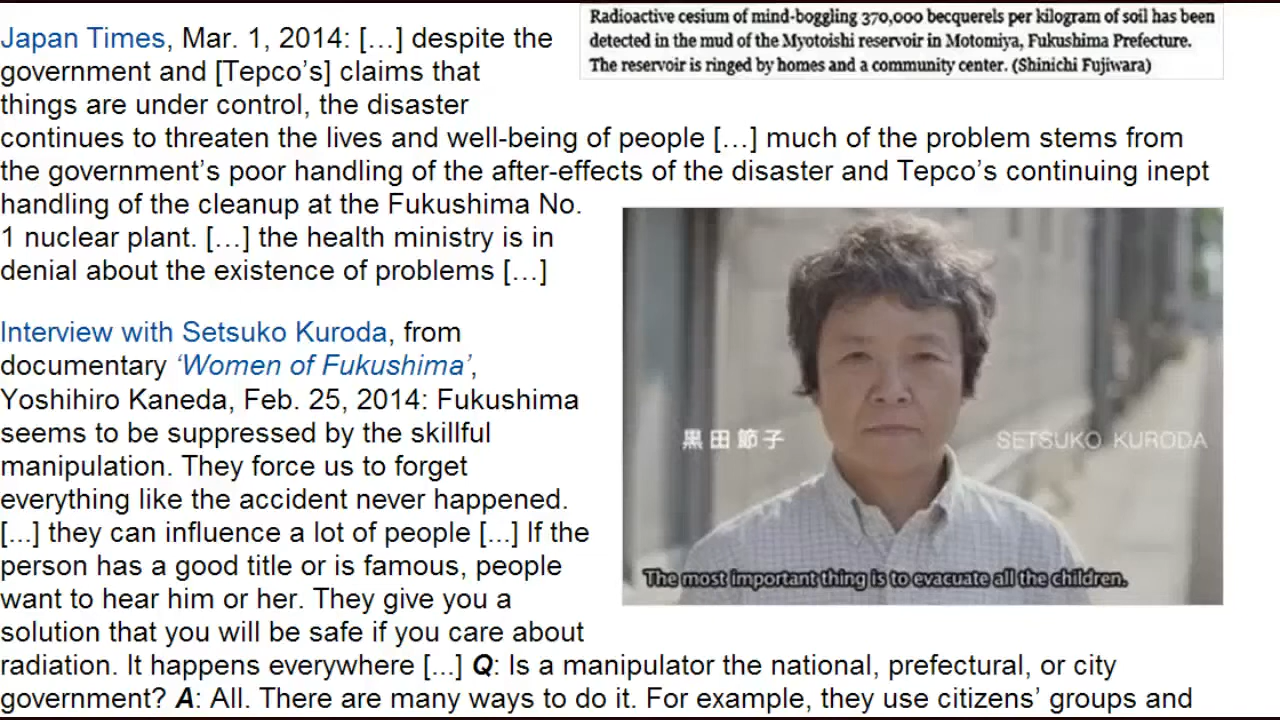 Radioactive cesium of mind-boggling 370,000 becquerels per kilogram of soil has been
detected in the mud of the Myotoishi reservoir in Motomiya, Fukushima Prefecture.
The reservoir is ringed by homes and a community center. (Shinichi Fujiwara)
Japan Times, Mar. 1, 2014: […] despite the
government and [Tepco’s] claims that
things are under control, the disaster
continues to threaten the lives and well-being of people […] much of the problem stems from
the government’s poor handling of the after-effects of the disaster and Tepco’s continuing inept
handling of the cleanup at the Fukushima No.
1 nuclear plant. […] the health ministry is in
denial about the existence of problems […]
Interview with Setsuko Kuroda, from
documentary ‘Women of Fukushima’,
Yoshihiro Kaneda, Feb. 25, 2014: Fukushima
seems to be suppressed by the skillful
manipulation. They force us to forget
everything like the accident never happened.
[...] they can influence a lot of people [...] If the
person has a good title or is famous, people
want to hear him or her. They give you a
solution that you will be safe if you care about
radiation. It happens everywhere [...] Q: Is a manipulator the national, prefectural, or city
government? A: All. There are many ways to do it. For example, they use citizens’ groups and
黒田節子
SETSUKO KURODA
The most important thing is to evacuate all the children.